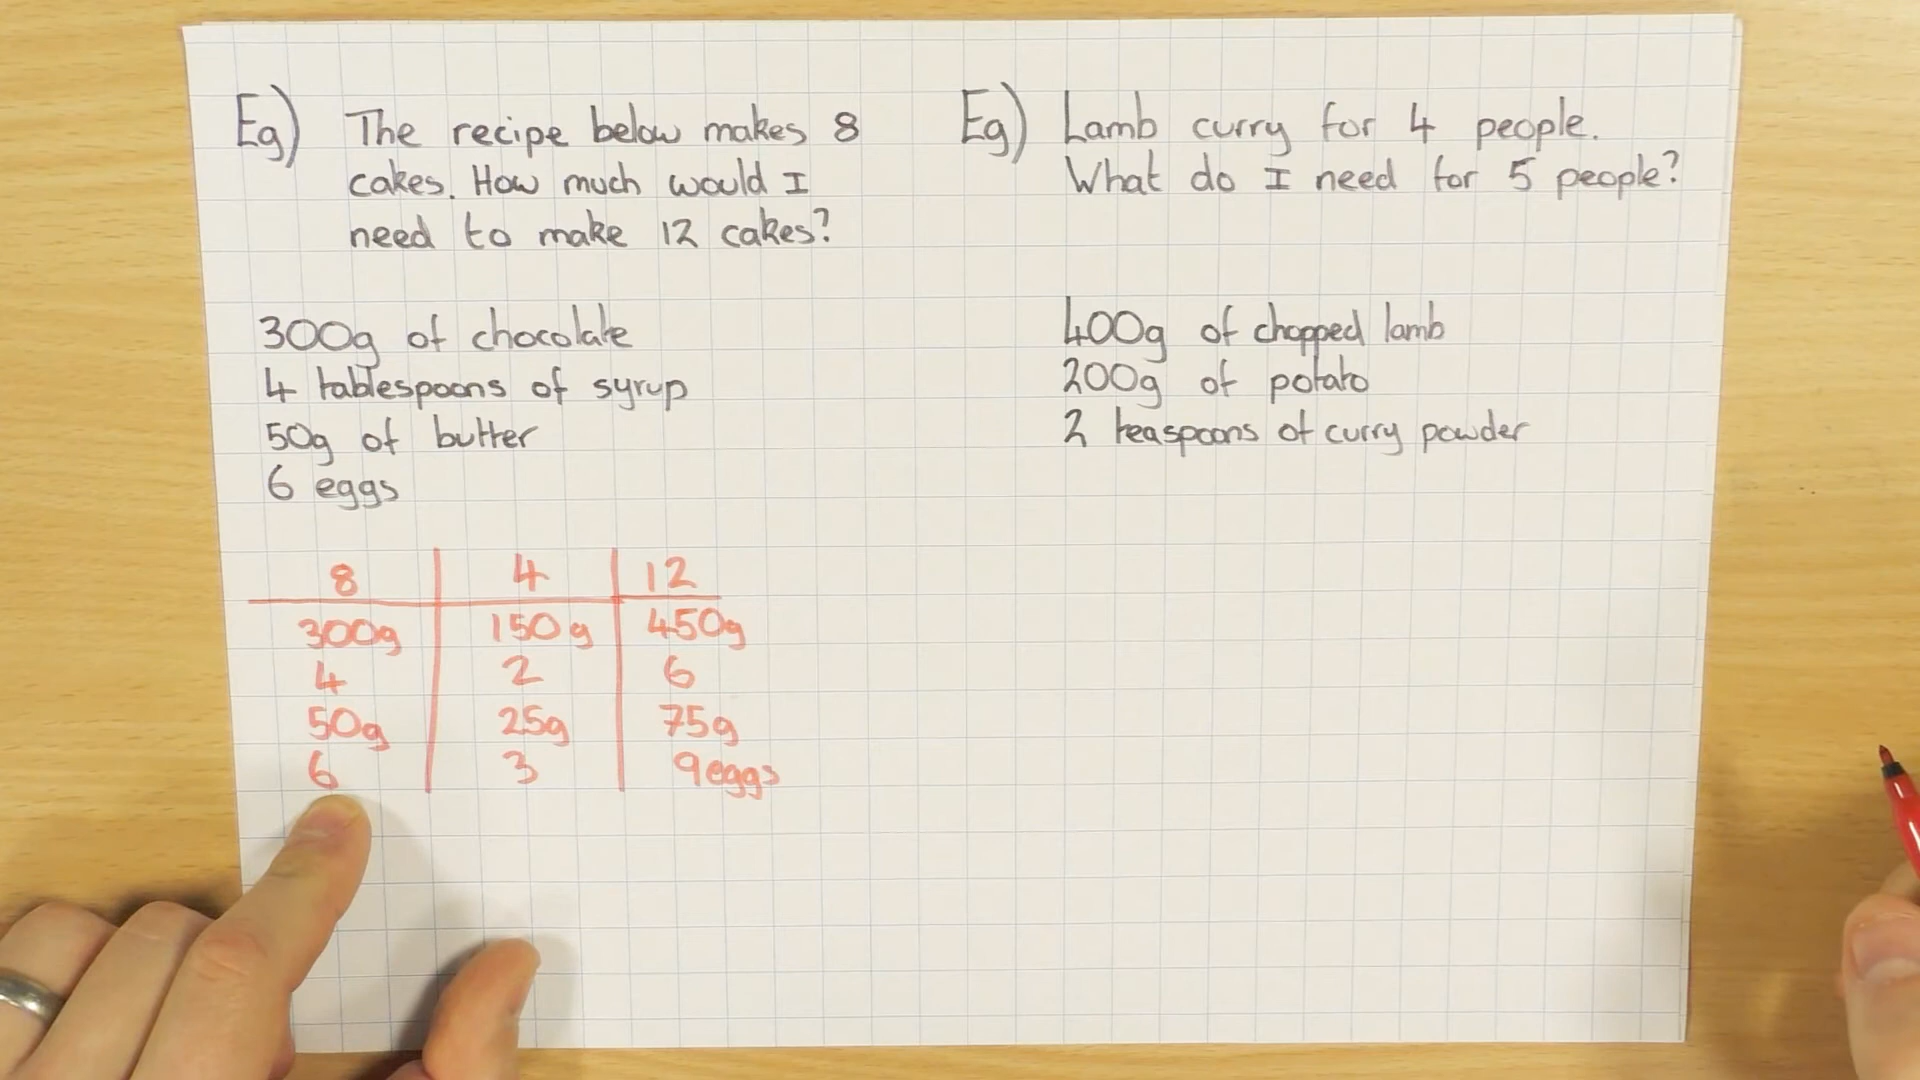 Eg) The recipe below makes 8
cakes. How much would I
need to make 12 cakes?
300g of chocolate
4 tablespoons of syrup
50g of butter
6 eggs
8 4 12
300g 150g 450g
4 2 6
50g 25g 75g
6 3 9eggs
Eg) Lamb curry for 4 people.
What do I need for 5 people?
400g of chopped lamb
200g of potato
2 teaspoons of curry powder